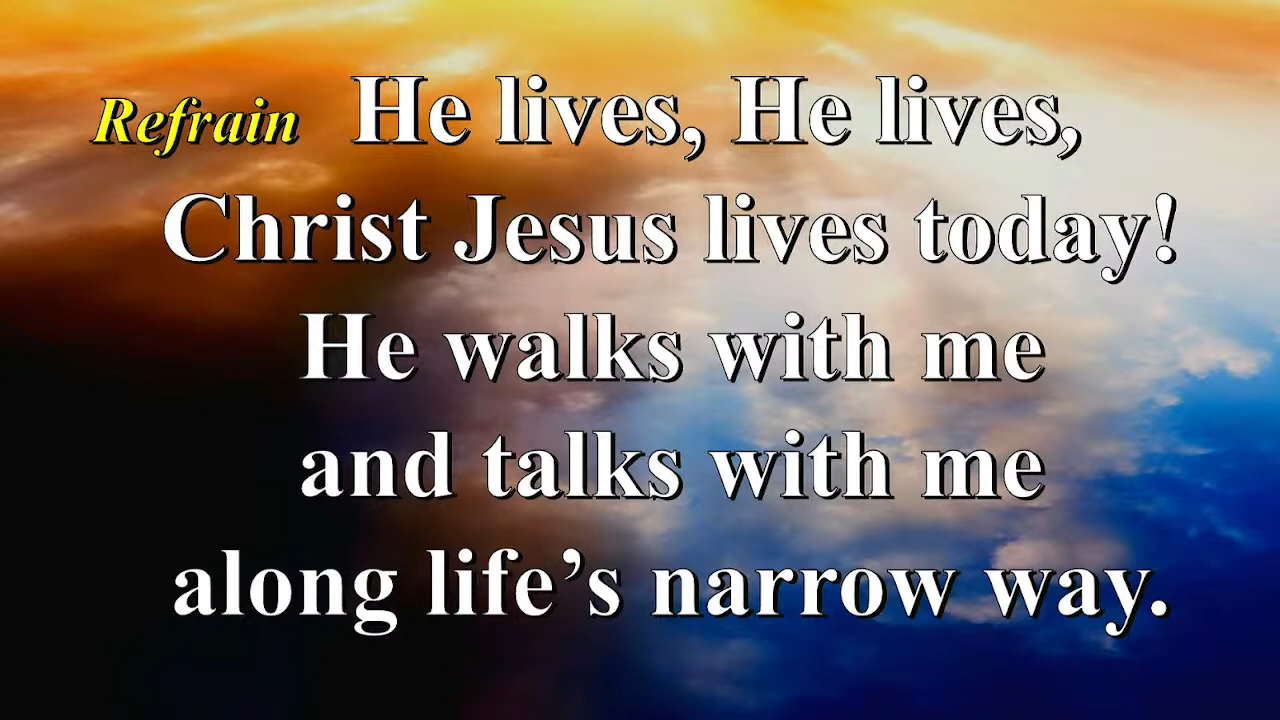 Refrain He lives, He lives,
Christ Jesus lives today!
He walks with me
and talks with me
along life’s narrow way.